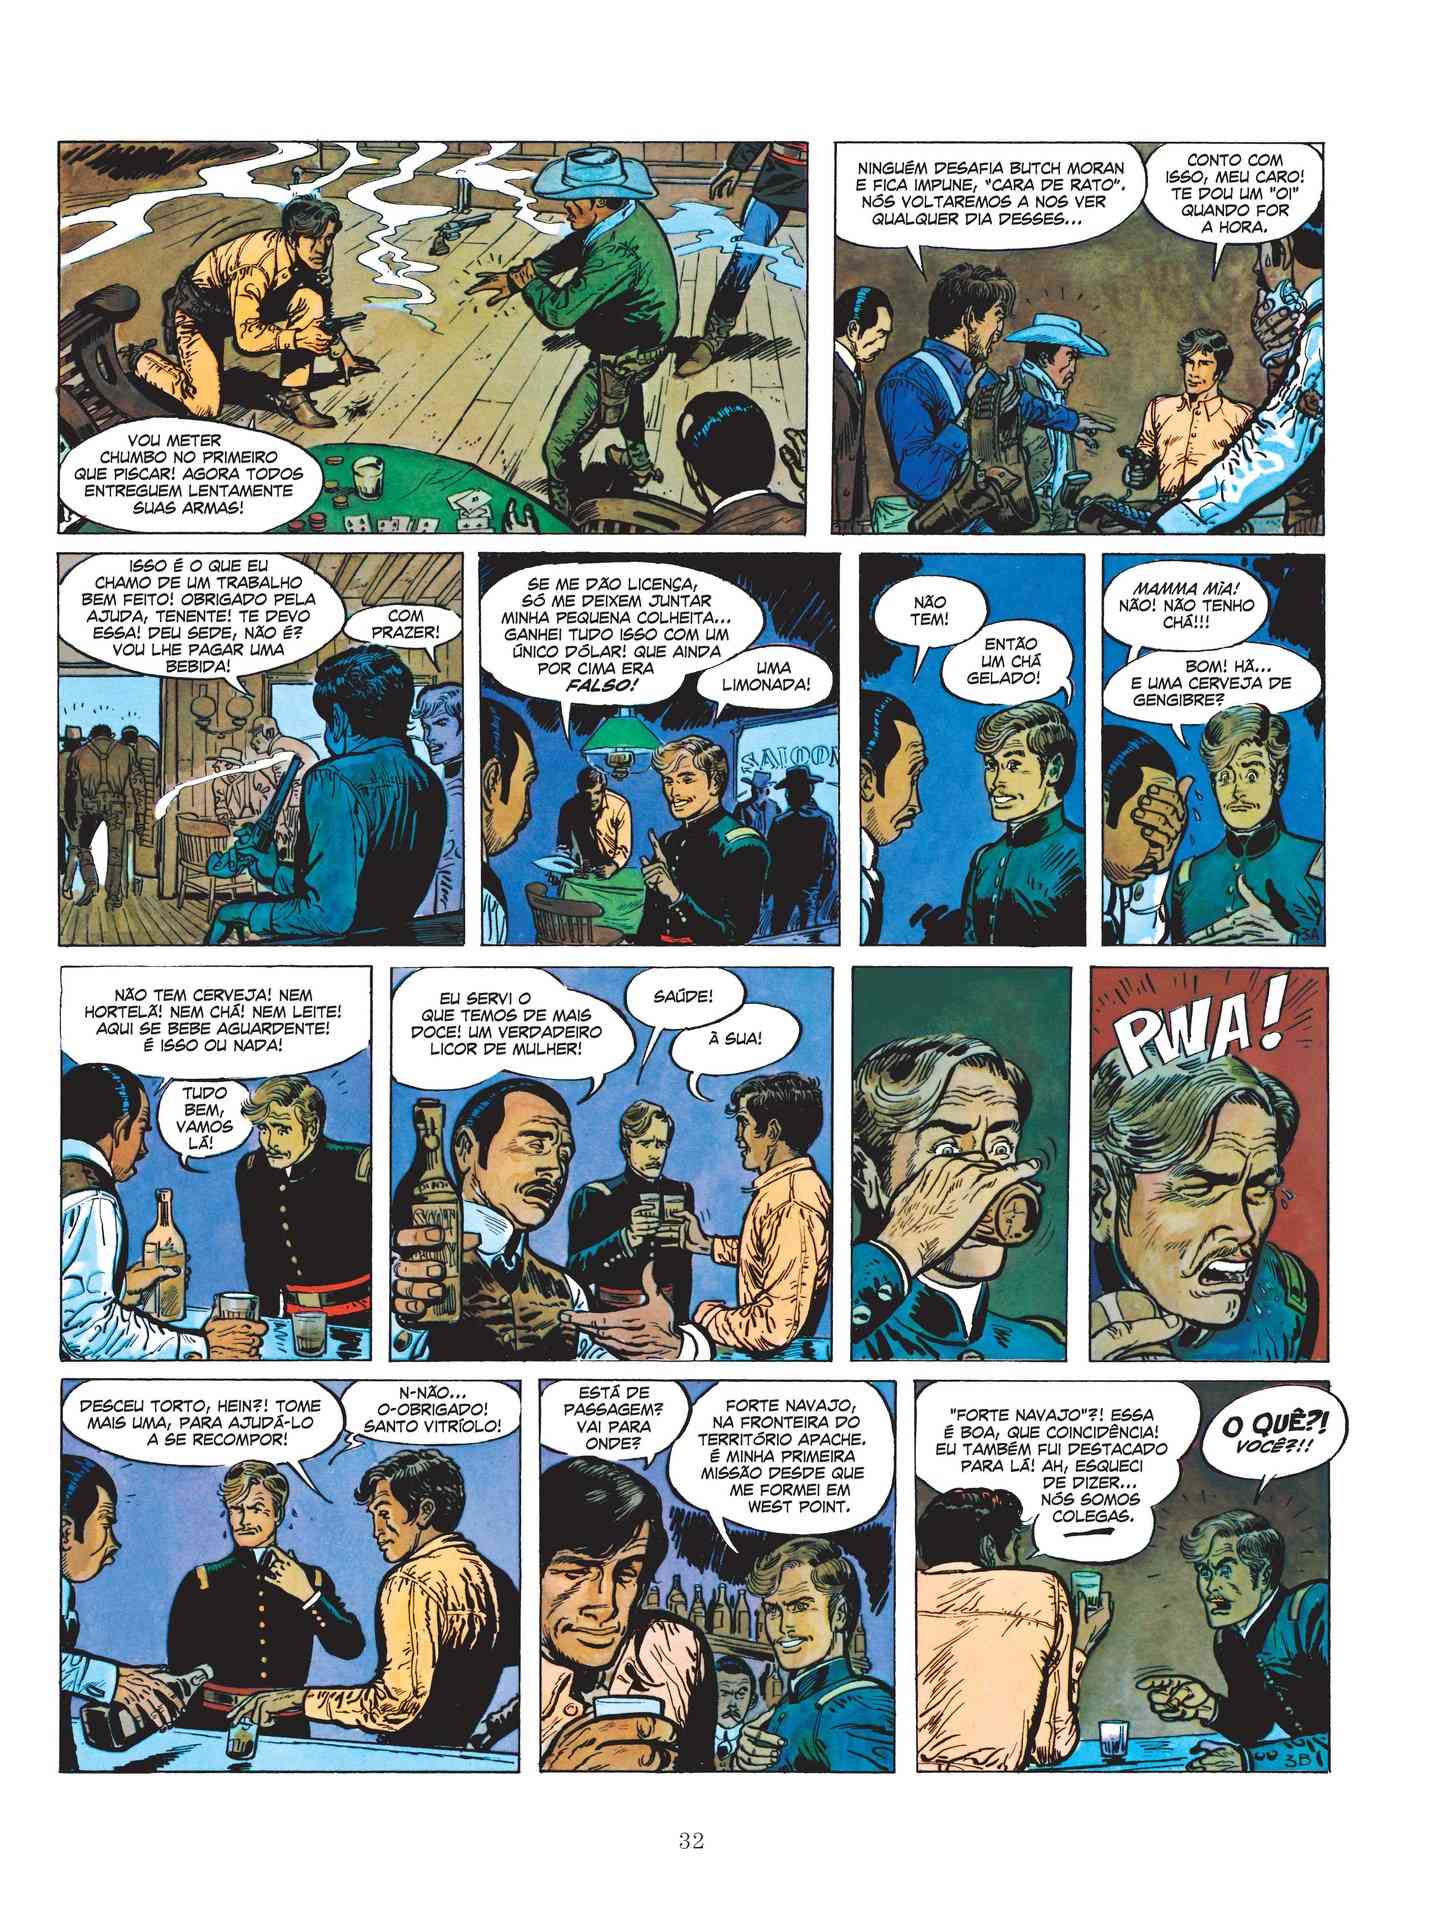 VOU METER
CHUMBO NO PRIMEIRO
QUE PISCAR! AGORA TODOS
ENTREGUEM LENTAMENTE
SUAS ARMAS!
NINGUÉM DESAFIA BUTCH MORAN
E FICA IMPUNE, "CARA DE RATO".
NÓS VOLTAREMOS A NOS VER
QUALQUER DIA DESSES...
CONTO COM
ISSO, MEU CARO!
TE DOU UM "OI"
QUANDO FOR
A HORA.
ISSO É O QUE EU
CHAMO DE UM TRABALHO
BEM FEITO! OBRIGADO PELA
AJUDA, TENENTE! TE DEVO
ESSA! DEU SEDE, NÃO É?
VOU LHE PAGAR UMA
BEBIDA!
COM
PRAZER!
SE ME DÃO LICENÇA,
SÓ ME DEIXEM JUNTAR
MINHA PEQUENA COLHEITA...
GANHEI TUDO ISSO COM UM
ÚNICO DÓLAR! QUE AINDA
POR CIMA ERA
FALSO!
UMA
LIMONADA!
SALOON
NÃO
TEM!
ENTÃO
UM CHÁ
GELADO!
MAMMA MIA!
NÃO! NÃO TENHO
CHÁ!!!
BOM! HÃ...
E UMA CERVEJA DE
GENGIBRE?
3A
NÃO TEM CERVEJA! NEM
HORTELÃ! NEM CHÁ! NEM LEITE!
AQUI SE BEBE AGUARDENTE!
É ISSO OU NADA!
TUDO
BEM,
VAMOS
LÁ!
EU SERVI O
QUE TEMOS DE MAIS
DOCE! UM VERDADEIRO
LICOR DE MULHER!
SAÚDE!
À SUA!
PWA!
DESCEU TORTO, HEIN?! TOME
MAIS UMA, PARA AJUDÁ-LO
A SE RECOMPOR!
N-NÃO...
O-OBRIGADO!
SANTO VITRÍOLO!
ESTÁ DE
PASSAGEM?
VAI PARA
ONDE?
FORTE NAVAJO,
NA FRONTEIRA DO
TERRITÓRIO APACHE.
É MINHA PRIMEIRA
MISSÃO DESDE QUE
ME FORMEI EM
WEST POINT.
"FORTE NAVAJO"?! ESSA
É BOA, QUE COINCIDÊNCIA!
EU TAMBÉM FUI DESTACADO
PARA LÁ! AH, ESQUECI
DE DIZER...
NÓS SOMOS
COLEGAS.
O QUÊ?!
VOCÊ?!!
3B
32